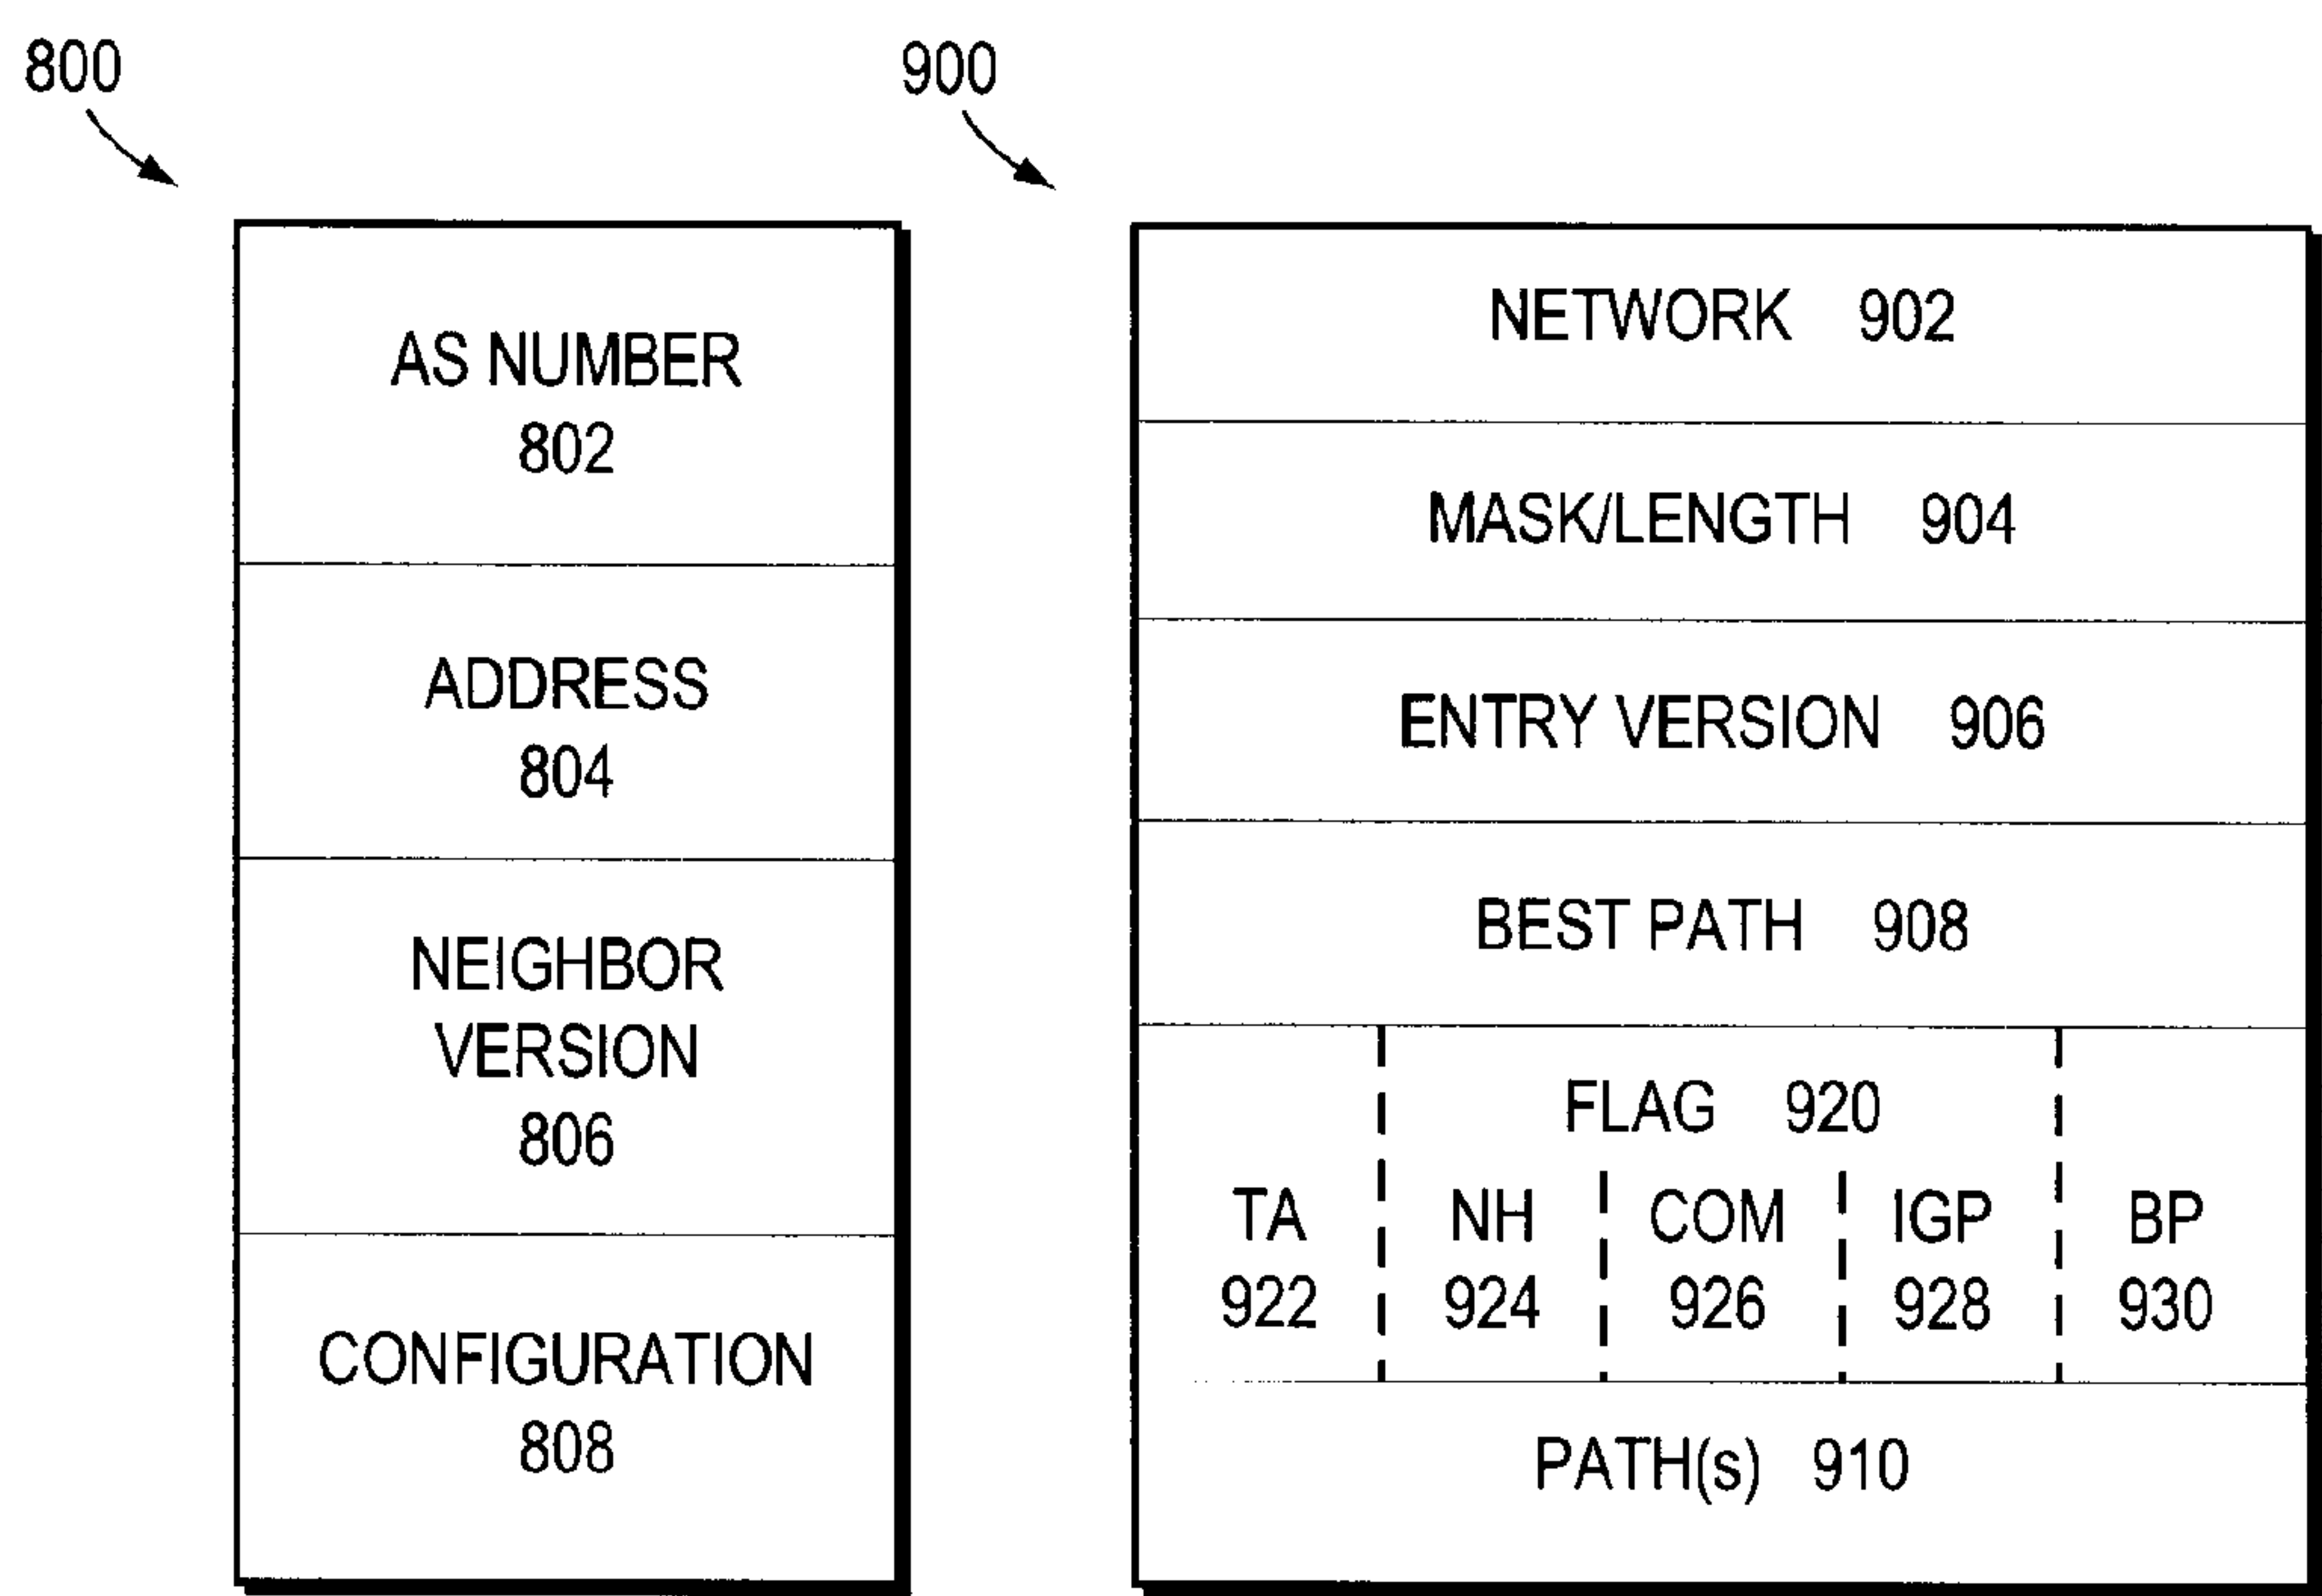 800
AS NUMBER
802
ADDRESS
804
NEIGHBOR
VERSION
806
CONFIGURATION
808
900
NETWORK 902
MASK/LENGTH 904
ENTRY VERSION 906
BEST PATH 908
FLAG 920
TA NH COM IGP BP
922 924 926 928 930
PATH(s) 910